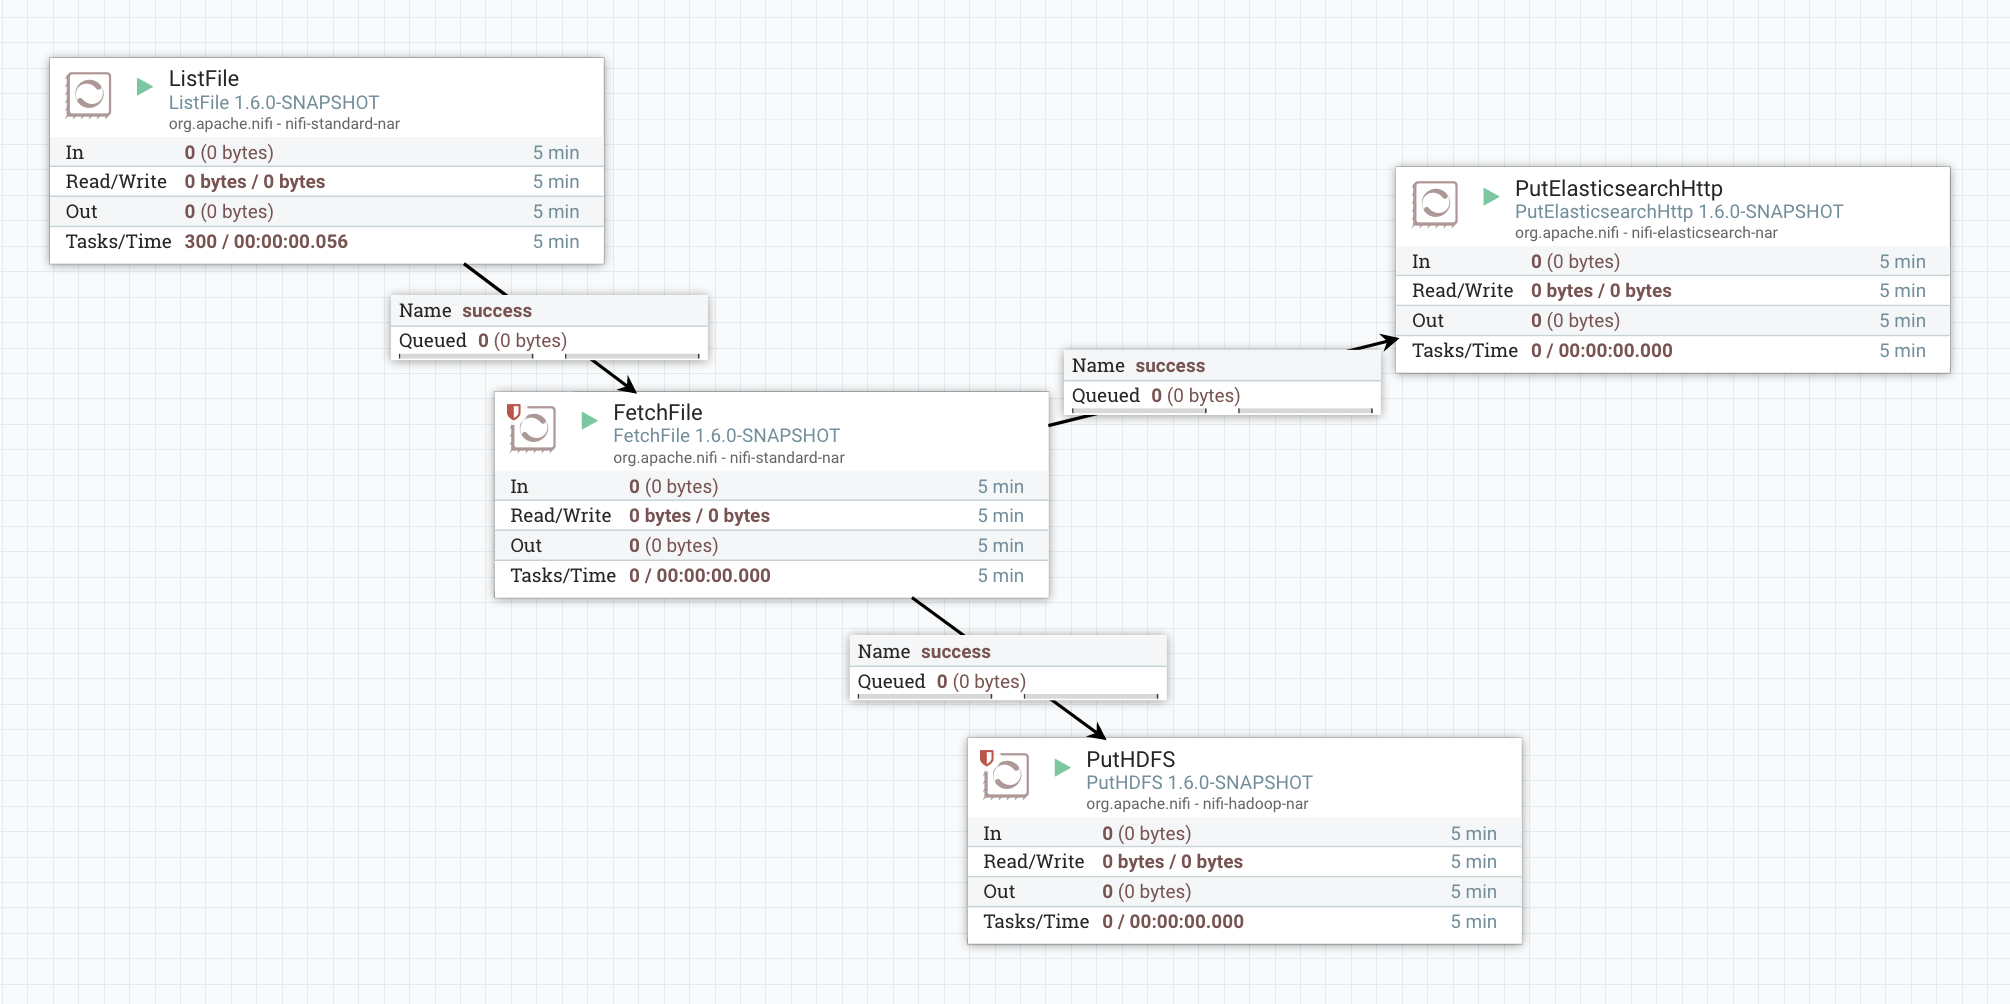 ListFile
ListFile 1.6.0-SNAPSHOT
org.apache.nifi - nifi-standard-nar
In 0 (0 bytes) 5 min
Read/Write 0 bytes / 0 bytes 5 min
Out 0 (0 bytes) 5 min
Tasks/Time 300 / 00:00:00.056 5 min
Name success
Queued 0 (0 bytes)
FetchFile
FetchFile 1.6.0-SNAPSHOT
org.apache.nifi - nifi-standard-nar
In 0 (0 bytes) 5 min
Read/Write 0 bytes / 0 bytes 5 min
Out 0 (0 bytes) 5 min
Tasks/Time 0 / 00:00:00.000 5 min
Name success
Queued 0 (0 bytes)
PutElasticsearchHttp
PutElasticsearchHttp 1.6.0-SNAPSHOT
org.apache.nifi - nifi-elasticsearch-nar
In 0 (0 bytes) 5 min
Read/Write 0 bytes / 0 bytes 5 min
Out 0 (0 bytes) 5 min
Tasks/Time 0 / 00:00:00.000 5 min
Name success
Queued 0 (0 bytes)
PutHDFS
PutHDFS 1.6.0-SNAPSHOT
org.apache.nifi - nifi-hadoop-nar
In 0 (0 bytes) 5 min
Read/Write 0 bytes / 0 bytes 5 min
Out 0 (0 bytes) 5 min
Tasks/Time 0 / 00:00:00.000 5 min